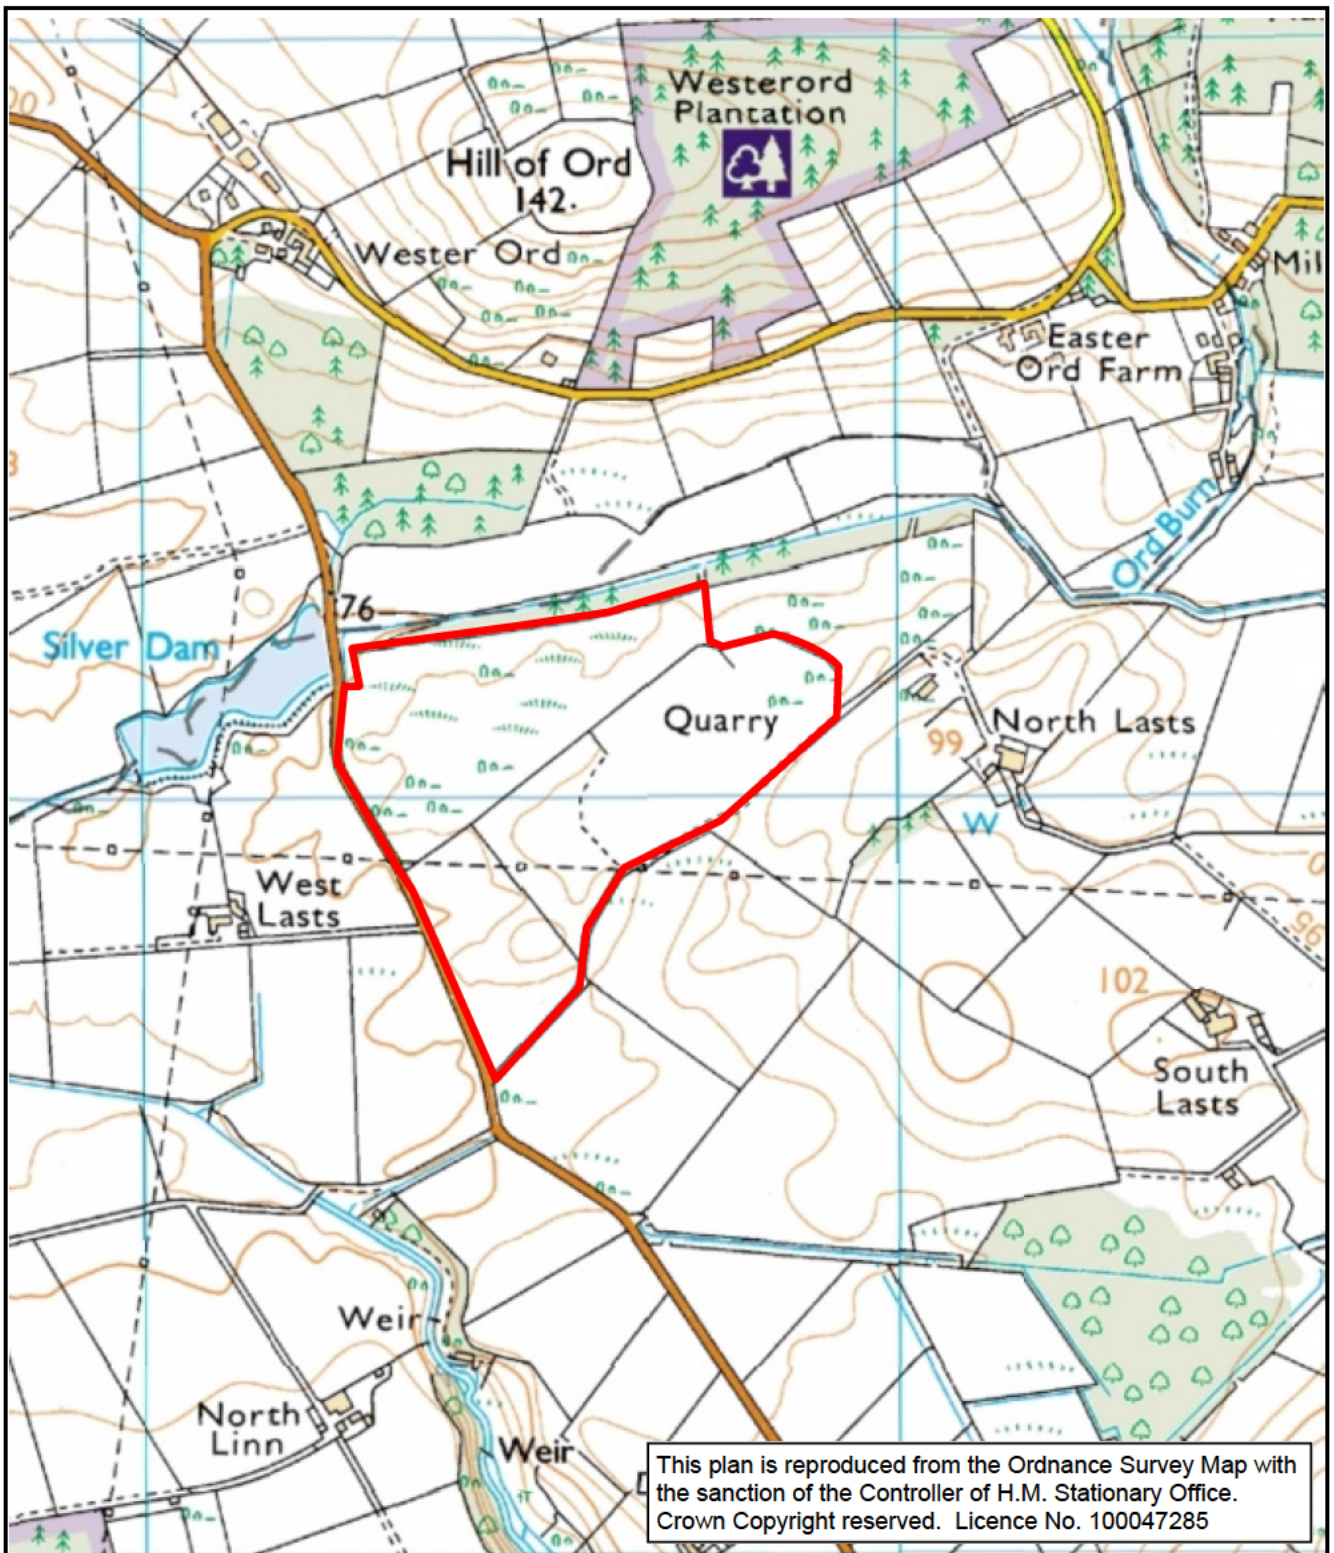 Westerord
Plantation
Hill of Ord
142.
Wester Ord
Mil
Easter
Ord Farm
Ord Burn
76
Silver Dam
Quarry
North Lasts
99
W
West
Lasts
95
102
South
Lasts
Weir
North
Linn
Weir
This plan is reproduced from the Ordnance Survey Map with
the sanction of the Controller of H.M. Stationary Office.
Crown Copyright reserved.  Licence No. 100047285